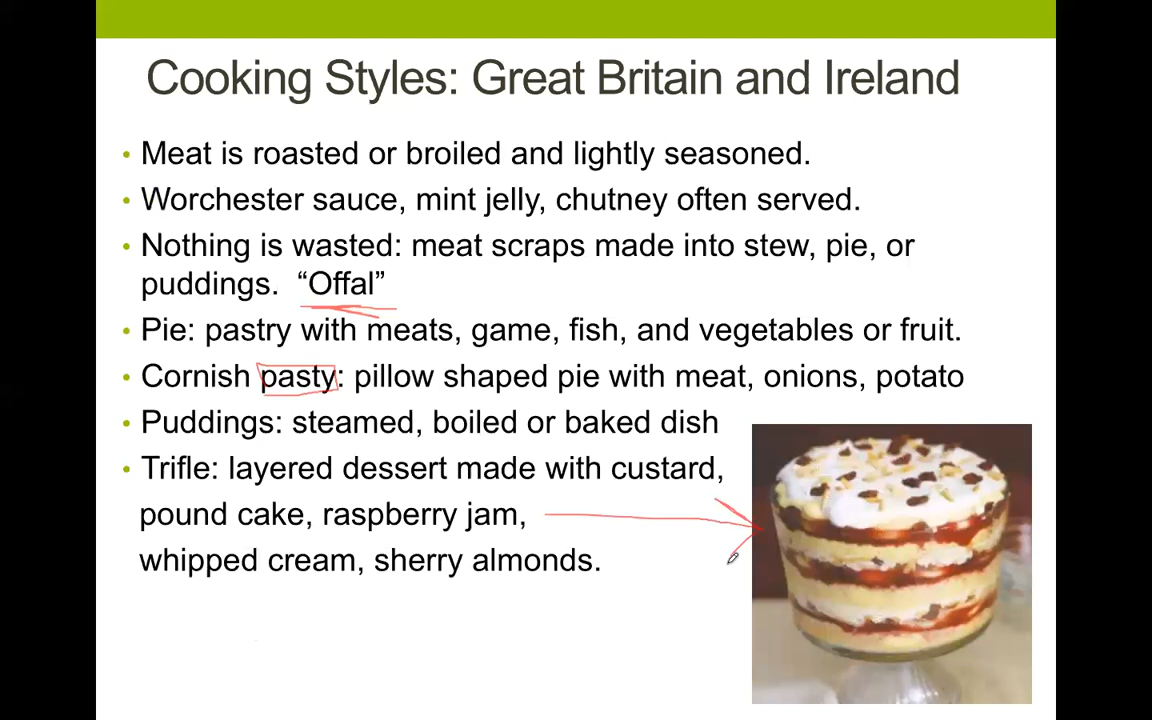 Cooking Styles: Great Britain and Ireland
• Meat is roasted or broiled and lightly seasoned.
• Worchester sauce, mint jelly, chutney often served.
• Nothing is wasted: meat scraps made into stew, pie, or
puddings.  “Offal”
• Pie: pastry with meats, game, fish, and vegetables or fruit.
• Cornish pasty: pillow shaped pie with meat, onions, potato
• Puddings: steamed, boiled or baked dish
• Trifle: layered dessert made with custard,
pound cake, raspberry jam,
whipped cream, sherry almonds.